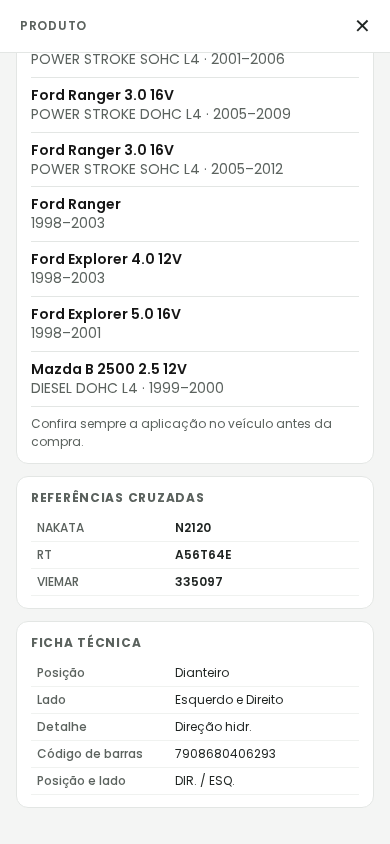 PRODUTO ✕
POWER STROKE SOHC L4 · 2001–2006
Ford Ranger 3.0 16V
POWER STROKE DOHC L4 · 2005–2009
Ford Ranger 3.0 16V
POWER STROKE SOHC L4 · 2005–2012
Ford Ranger
1998–2003
Ford Explorer 4.0 12V
1998–2003
Ford Explorer 5.0 16V
1998–2001
Mazda B 2500 2.5 12V
DIESEL DOHC L4 · 1999–2000
Confira sempre a aplicação no veículo antes da
compra.
REFERÊNCIAS CRUZADAS
NAKATA N2120
RT A56T64E
VIEMAR 335097
FICHA TÉCNICA
Posição Dianteiro
Lado Esquerdo e Direito
Detalhe Direção hidr.
Código de barras 7908680406293
Posição e lado DIR. / ESQ.